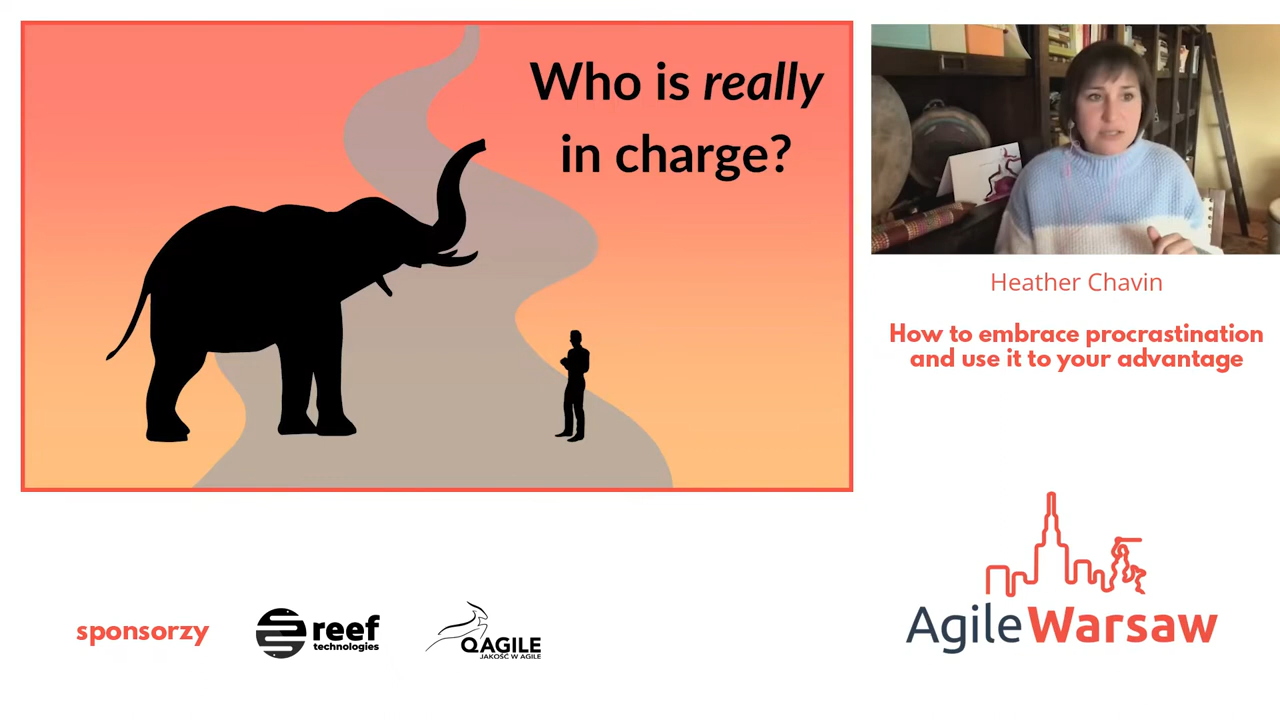 Who is really
in charge?
Heather Chavin
How to embrace procrastination
and use it to your advantage
sponsorzy
reef
technologies
QAGILE
JAKOŚĆ W AGILE
AgileWarsaw